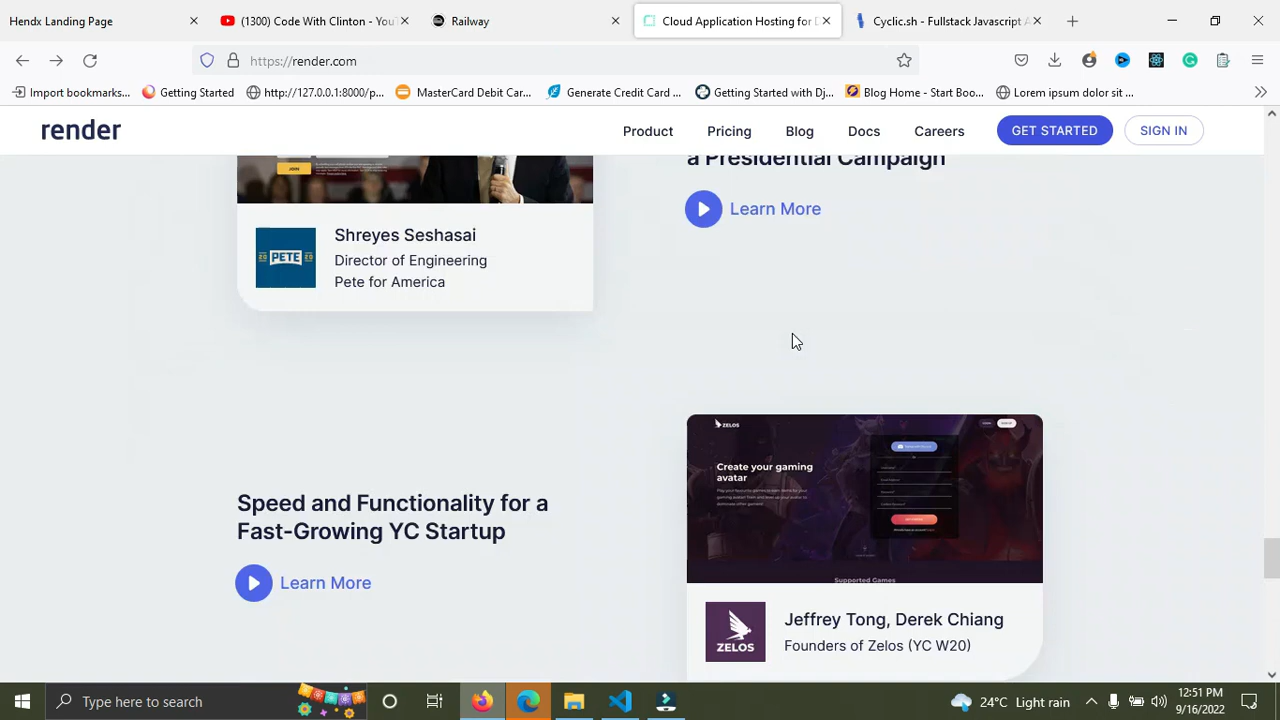 Hendx Landing Page
(1300) Code With Clinton - You
Railway
Cloud Application Hosting for D
Cyclic.sh - Fullstack Javascript A
https://render.com
Import bookmarks...
Getting Started
http://127.0.0.1:8000/p...
MasterCard Debit Car...
Generate Credit Card ...
Getting Started with Dj...
Blog Home - Start Boo...
Lorem ipsum dolor sit ...
render
Product
Pricing
Blog
Docs
Careers
GET STARTED
SIGN IN
a Presidential Campaign
Learn More
JOIN
PETE
Shreyes Seshasai
Director of Engineering
Pete for America
ZELOS
Create your gaming
avatar
Supported Games
Speed and Functionality for a
Fast-Growing YC Startup
Learn More
ZELOS
Jeffrey Tong, Derek Chiang
Founders of Zelos (YC W20)
Type here to search
24°C Light rain
12:51 PM
9/16/2022